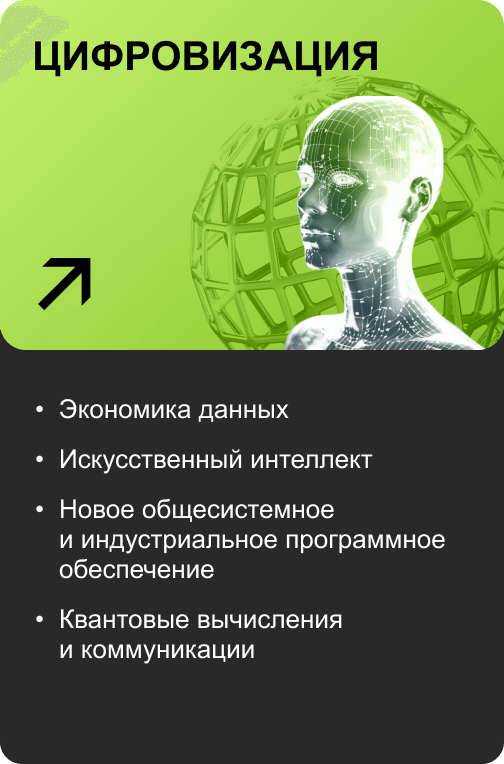 ЦИФРОВИЗАЦИЯ
• Экономика данных
• Искусственный интеллект
• Новое общесистемное
и индустриальное программное
обеспечение
• Квантовые вычисления
и коммуникации